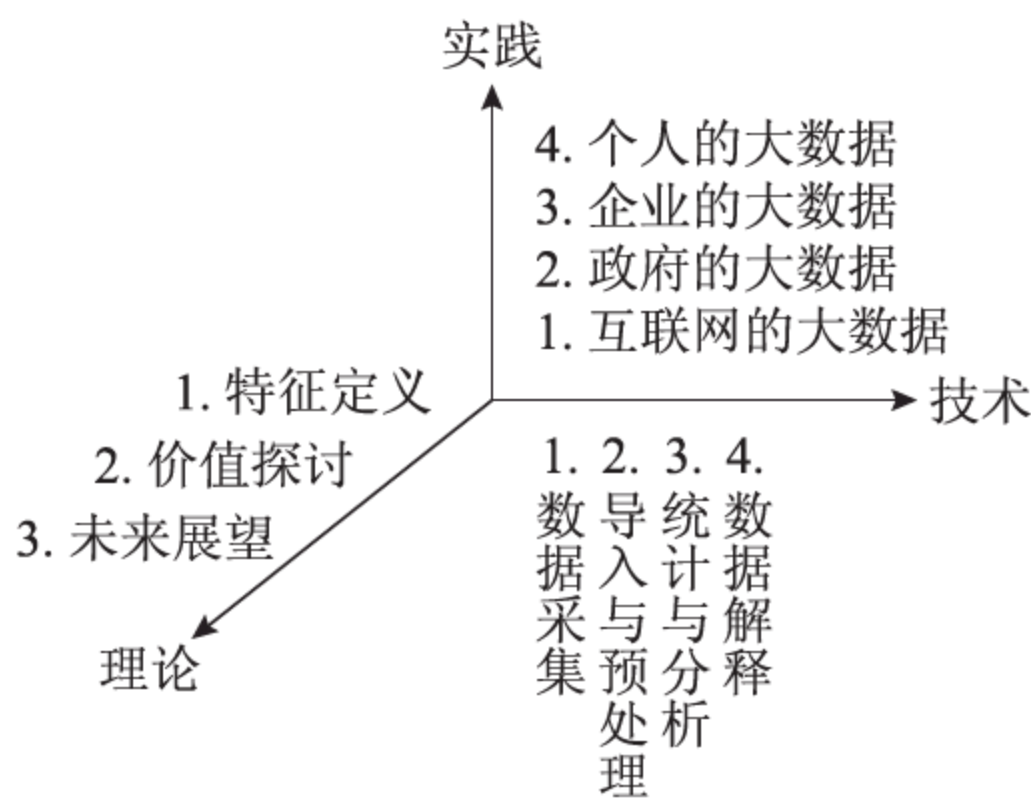 实践
4. 个人的大数据
3. 企业的大数据
2. 政府的大数据
1. 互联网的大数据
技术
1. 特征定义
2. 价值探讨
3. 未来展望
理论
1. 数据采集
2. 导入与预处理
3. 统计与分析
4. 数据解释